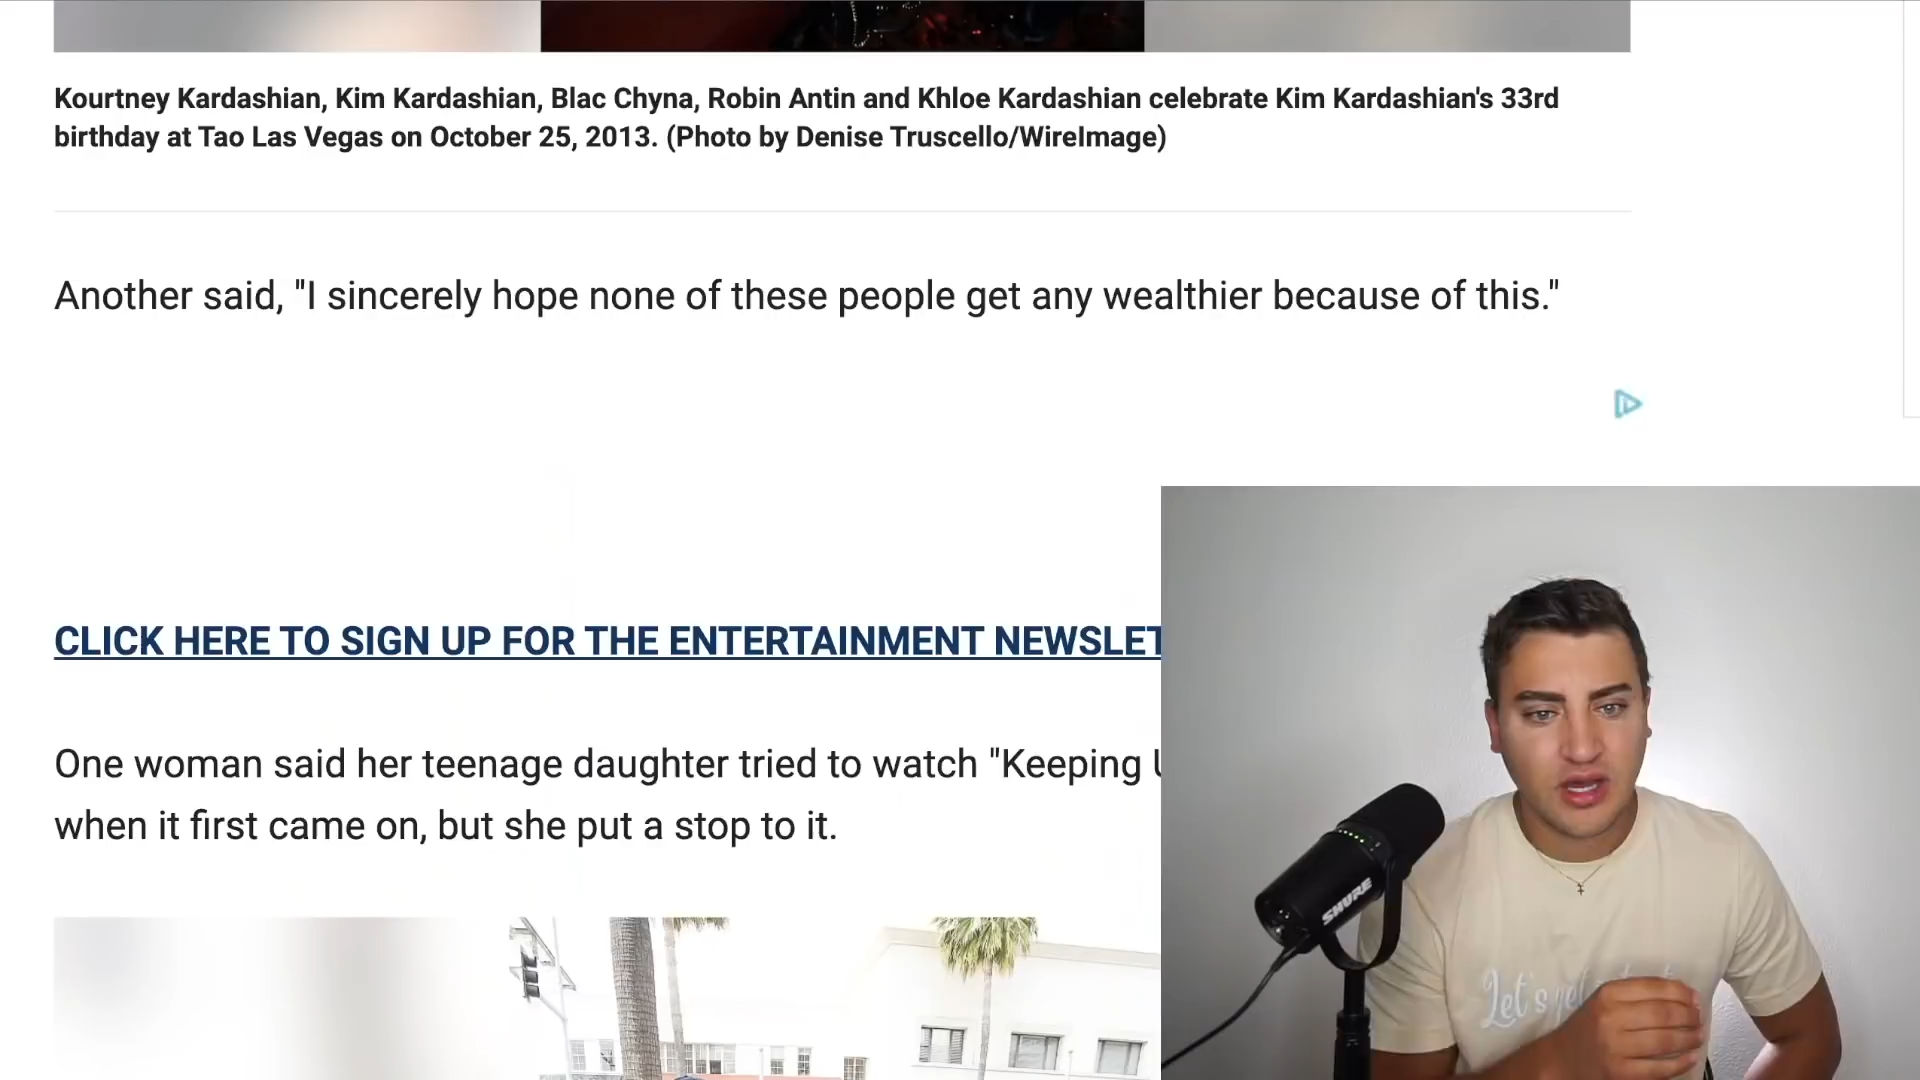 Kourtney Kardashian, Kim Kardashian, Blac Chyna, Robin Antin and Khloe Kardashian celebrate Kim Kardashian's 33rd
birthday at Tao Las Vegas on October 25, 2013. (Photo by Denise Truscello/WireImage)
Another said, "I sincerely hope none of these people get any wealthier because of this."
CLICK HERE TO SIGN UP FOR THE ENTERTAINMENT NEWSLET
One woman said her teenage daughter tried to watch "Keeping U
when it first came on, but she put a stop to it.
SHURE
Let's